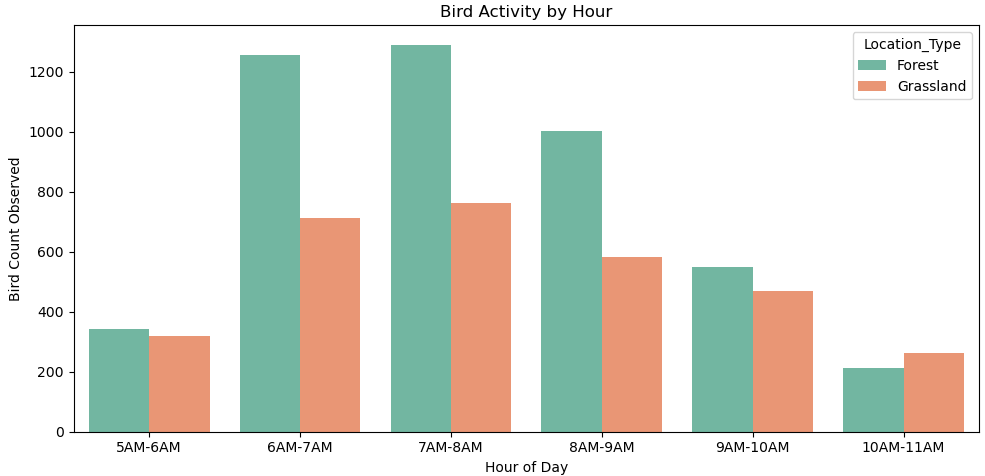 Bird Activity by Hour
Location_Type
Forest
Grassland
Bird Count Observed
1200
1000
800
600
400
200
0
5AM-6AM 6AM-7AM 7AM-8AM 8AM-9AM 9AM-10AM 10AM-11AM
Hour of Day